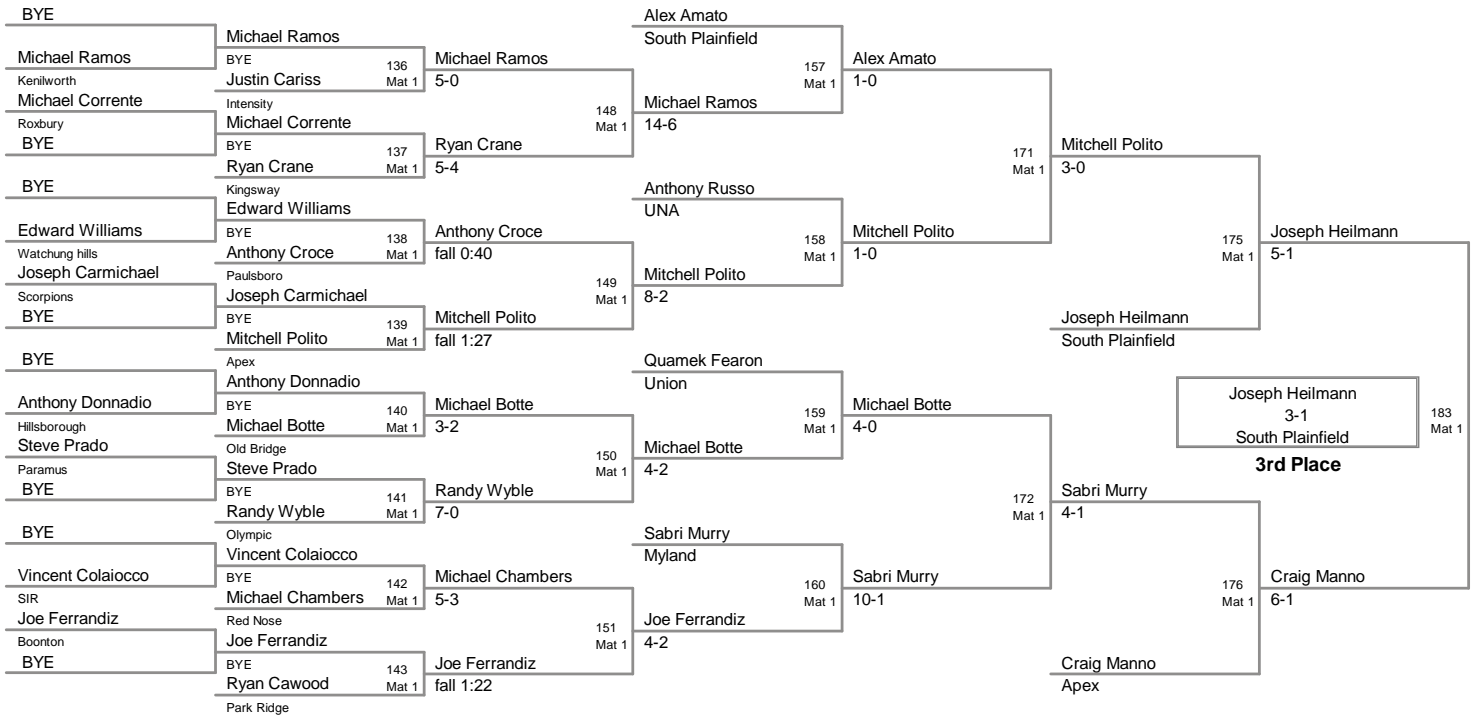 BYE
Michael Ramos
Kenilworth
Michael Corrente
Roxbury
BYE
BYE
Edward Williams
Watchung hills
Joseph Carmichael
Scorpions
BYE
BYE
Anthony Donnadio
Hillsborough
Steve Prado
Paramus
BYE
BYE
Vincent Colaiocco
SIR
Joe Ferrandiz
Boonton
BYE
Michael Ramos
BYE
136
Justin Cariss
Mat 1
Intensity
Michael Corrente
BYE
137
Ryan Crane
Mat 1
Kingsway
Edward Williams
BYE
138
Anthony Croce
Mat 1
Paulsboro
Joseph Carmichael
BYE
139
Mitchell Polito
Mat 1
Apex
Anthony Donnadio
BYE
140
Michael Botte
Mat 1
Old Bridge
Steve Prado
BYE
141
Randy Wyble
Mat 1
Olympic
Vincent Colaiocco
BYE
142
Michael Chambers
Mat 1
Red Nose
Joe Ferrandiz
BYE
143
Ryan Cawood
Mat 1
Park Ridge
Michael Ramos
5-0
148
Mat 1
Ryan Crane
5-4
Anthony Croce
fall 0:40
149
Mat 1
Mitchell Polito
fall 1:27
Michael Botte
3-2
150
Mat 1
Randy Wyble
7-0
Michael Chambers
5-3
151
Mat 1
Joe Ferrandiz
fall 1:22
Alex Amato
South Plainfield
157
Mat 1
Michael Ramos
14-6
Anthony Russo
UNA
158
Mat 1
Mitchell Polito
8-2
Quamek Fearon
Union
159
Mat 1
Michael Botte
4-2
Sabri Murry
Myland
160
Mat 1
Joe Ferrandiz
4-2
Alex Amato
1-0
171
Mat 1
Mitchell Polito
1-0
Michael Botte
4-0
172
Mat 1
Sabri Murry
10-1
Mitchell Polito
3-0
175
Mat 1
Joseph Heilmann
South Plainfield
Sabri Murry
4-1
176
Mat 1
Craig Manno
Apex
Joseph Heilmann
5-1
Joseph Heilmann
3-1
South Plainfield
3rd Place
183
Mat 1
Craig Manno
6-1